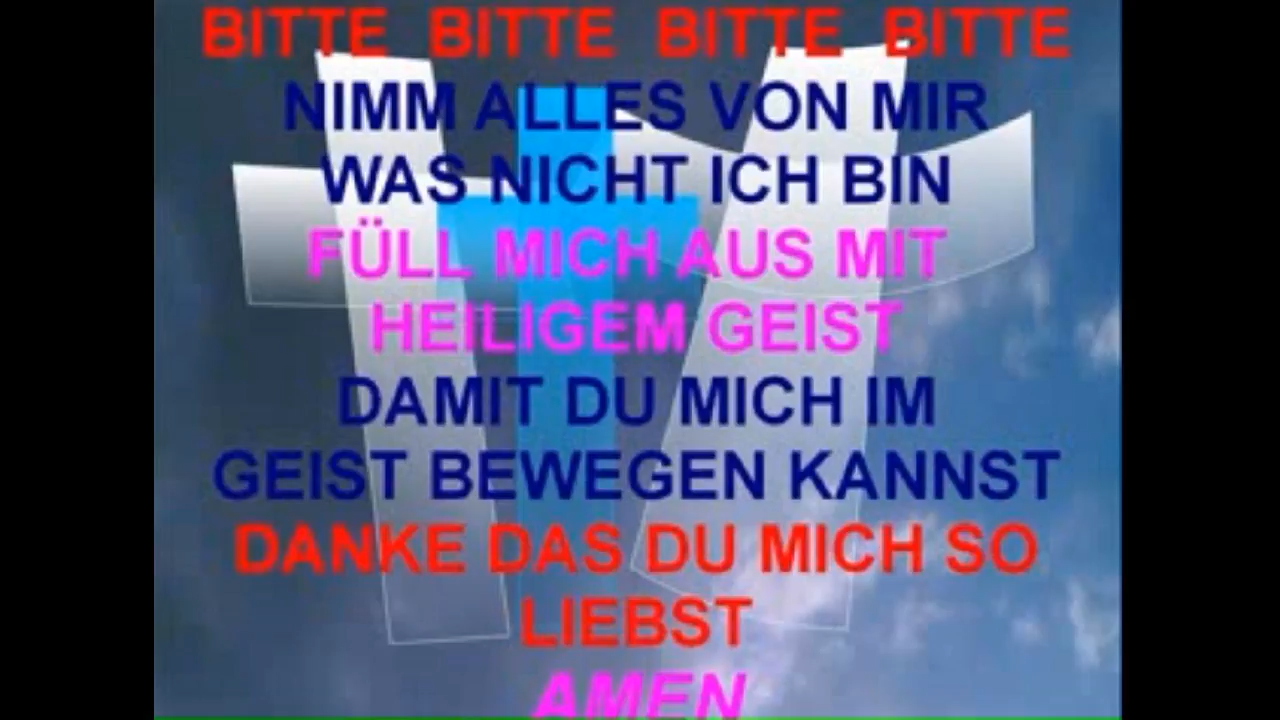 BITTE BITTE BITTE BITTE
NIMM ALLES VON MIR
WAS NICHT ICH BIN
FÜLL MICH AUS MIT
HEILIGEM GEIST
DAMIT DU MICH IM
GEIST BEWEGEN KANNST
DANKE DAS DU MICH SO
LIEBST
AMEN